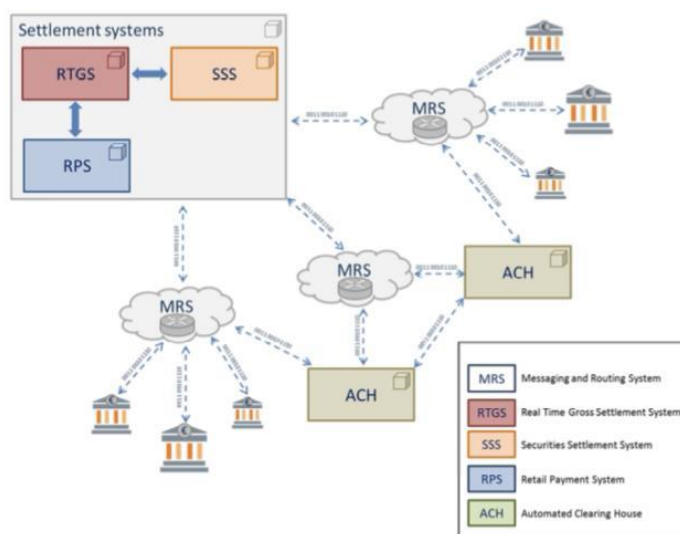 Settlement systems
RTGS
SSS
RPS
MRS
MRS
ACH
MRS
ACH
MRS Messaging and Routing System
RTGS Real Time Gross Settlement System
SSS Securities Settlement System
RPS Retail Payment System
ACH Automated Clearing House